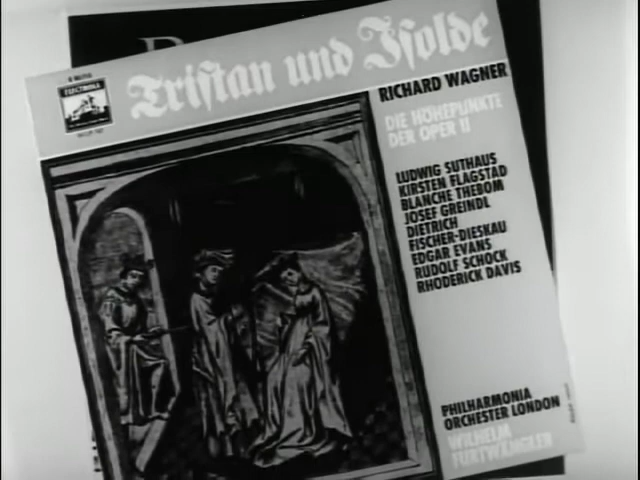 Tristan und Isolde
ELECTROLA
RICHARD WAGNER
DIE HÖHEPUNKTE
DER OPER II
LUDWIG SUTHAUS
KIRSTEN FLAGSTAD
BLANCHE THEBOM
JOSEF GREINDL
DIETRICH
FISCHER-DIESKAU
EDGAR EVANS
RUDOLF SCHOCK
RHODERICK DAVIS
PHILHARMONIA
ORCHESTER LONDON
WILHELM
FURTWÄNGLER